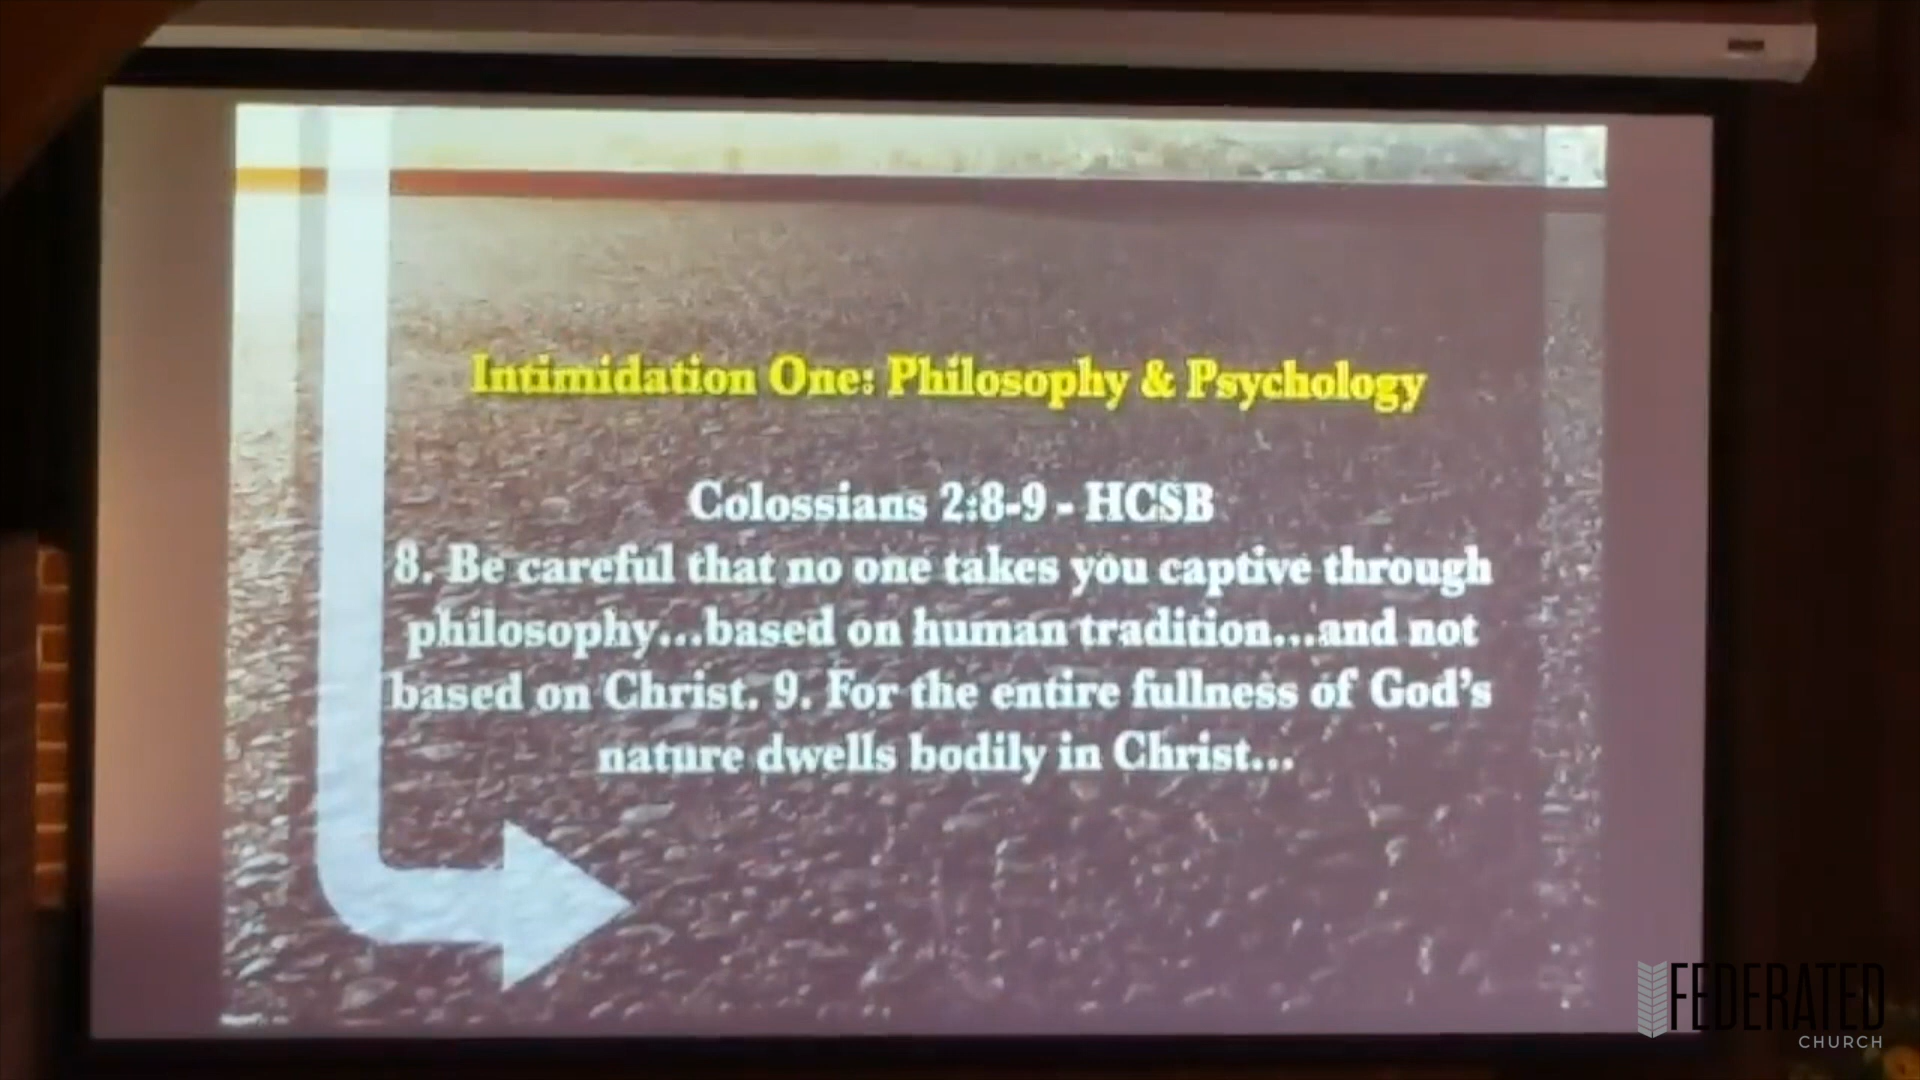 Intimidation One: Philosophy & Psychology
Colossians 2:8-9 - HCSB
8. Be careful that no one takes you captive through
philosophy...based on human tradition...and not
based on Christ. 9. For the entire fullness of God's
nature dwells bodily in Christ...
FEDERATED
CHURCH